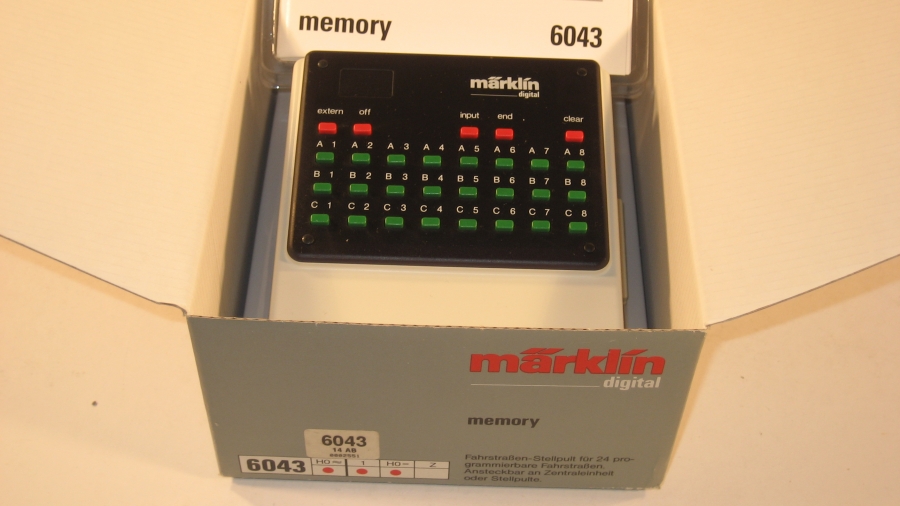 memory 6043
märklin
digital
extern off input end clear
A 1 A 2 A 3 A 4 A 5 A 6 A 7 A 8
B 1 B 2 B 3 B 4 B 5 B 6 B 7 B 8
C 1 C 2 C 3 C 4 C 5 C 6 C 7 C 8
märklin
digital
memory
6043
14 AB
6043 HO≈ 1 HO= Z
Fahrstraßen-Stellpult für 24 pro-
grammierbare Fahrstraßen.
Ansteckbar an Zentraleinheit
oder Stellpulte.